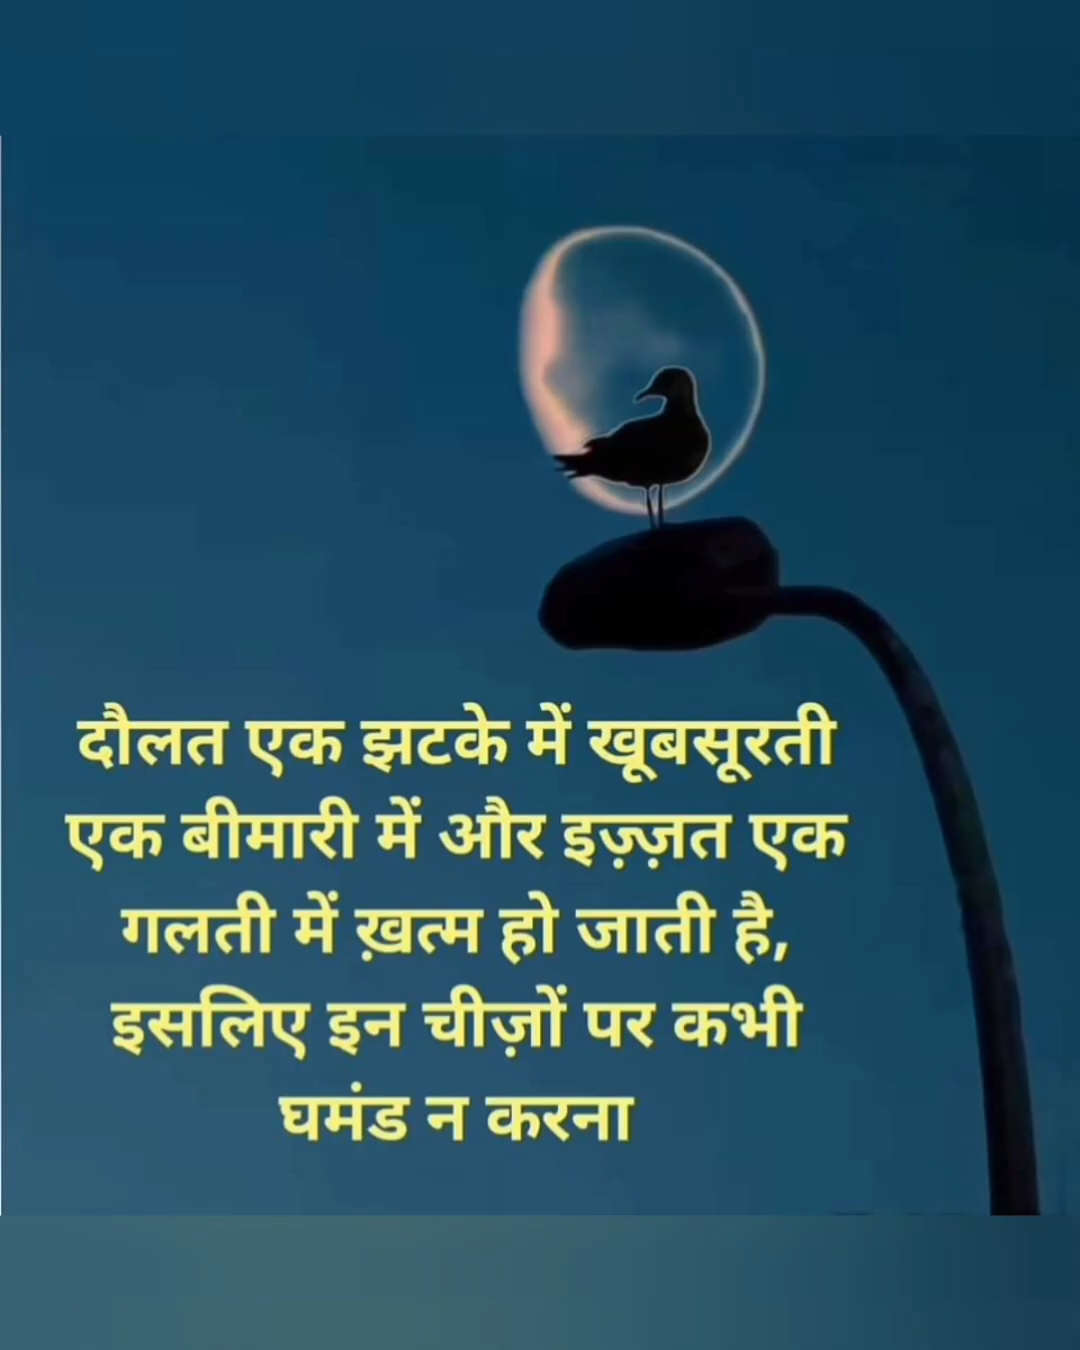 दौलत एक झटके में खूबसूरती
एक बीमारी में और इज़्ज़त एक
गलती में ख़त्म हो जाती है,
इसलिए इन चीज़ों पर कभी
घमंड न करना